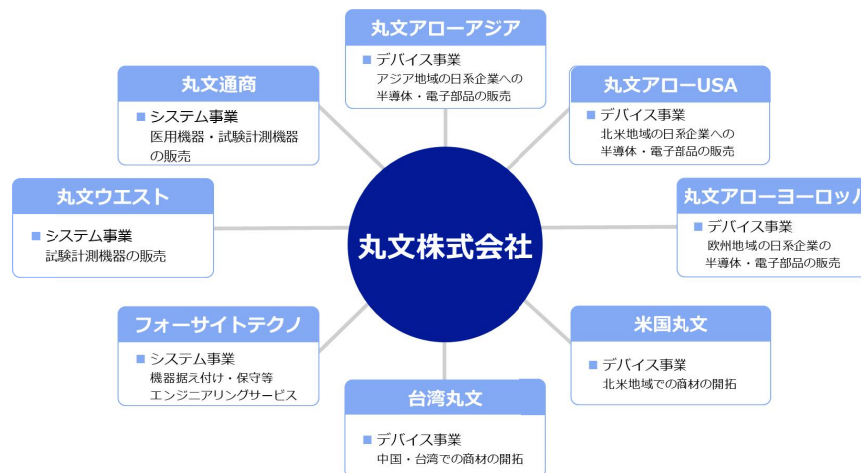 丸文アローアジア
■ デバイス事業
アジア地域の日系企業への
半導体・電子部品の販売
丸文通商
■ システム事業
医用機器・試験計測機器
の販売
丸文アローUSA
■ デバイス事業
北米地域の日系企業への
半導体・電子部品の販売
丸文ウエスト
■ システム事業
試験計測機器の販売
丸文株式会社
丸文アローヨーロッパ
■ デバイス事業
欧州地域の日系企業の
半導体・電子部品の販売
フォーサイトテクノ
■ システム事業
機器据え付け・保守等
エンジニアリングサービス
米国丸文
■ デバイス事業
北米地域での商材の開拓
台湾丸文
■ デバイス事業
中国・台湾での商材の開拓